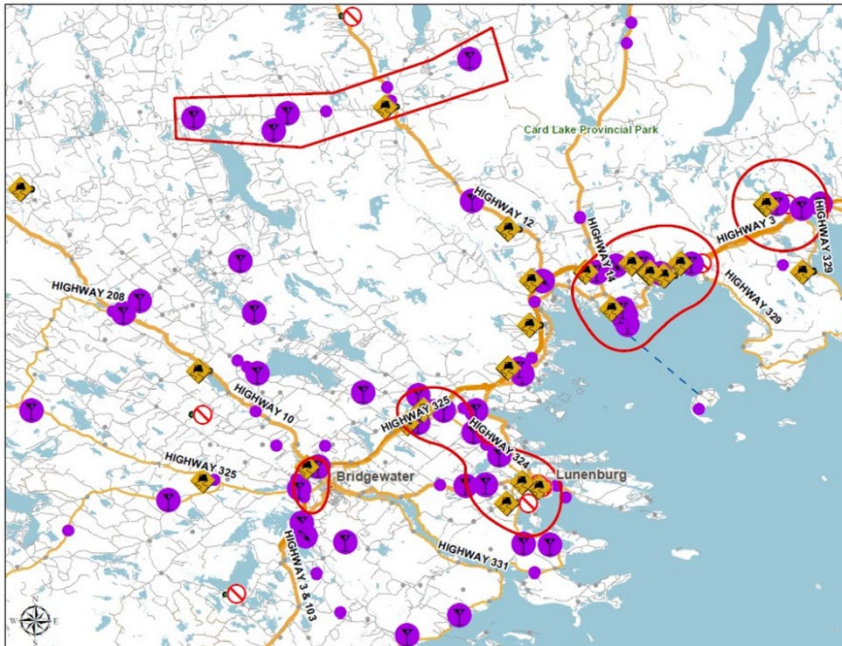 Card Lake Provincial Park
HIGHWAY 12
HIGHWAY 3
HIGHWAY 329
HIGHWAY 14
HIGHWAY 208
HIGHWAY 329
HIGHWAY 10
HIGHWAY 325
HIGHWAY 324
HIGHWAY 325
Bridgewater
Lunenburg
HIGHWAY 331
HIGHWAY 3 & 103
W
E